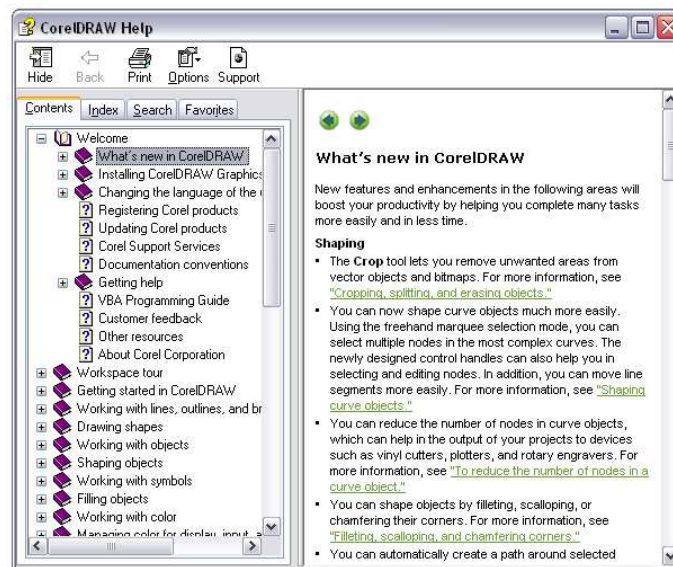 CorelDRAW Help
Hide Back Print Options Support
Contents Index Search Favorites
Welcome
What's new in CorelDRAW
Installing CorelDRAW Graphics
Changing the language of the
Registering Corel products
Updating Corel products
Corel Support Services
Documentation conventions
Getting help
VBA Programming Guide
Customer feedback
Other resources
About Corel Corporation
Workspace tour
Getting started in CorelDRAW
Working with lines, outlines, and br
Drawing shapes
Working with objects
Shaping objects
Working with symbols
Filling objects
Working with color
Managing color for display, input, a
What's new in CorelDRAW
New features and enhancements in the following areas will
boost your productivity by helping you complete many tasks
more easily and in less time.
Shaping
▪ The Crop tool lets you remove unwanted areas from
vector objects and bitmaps. For more information, see
"Cropping, splitting, and erasing objects."
▪ You can now shape curve objects much more easily.
Using the freehand marquee selection mode, you can
select multiple nodes in the most complex curves. The
newly designed control handles can also help you in
selecting and editing nodes. In addition, you can move line
segments more easily. For more information, see "Shaping
curve objects."
▪ You can reduce the number of nodes in curve objects,
which can help in the output of your projects to devices
such as vinyl cutters, plotters, and rotary engravers. For
more information, see "To reduce the number of nodes in a
curve object."
▪ You can shape objects by filleting, scalloping, or
chamfering their corners. For more information, see
"Filleting, scalloping, and chamfering corners."
▪ You can automatically create a path around selected